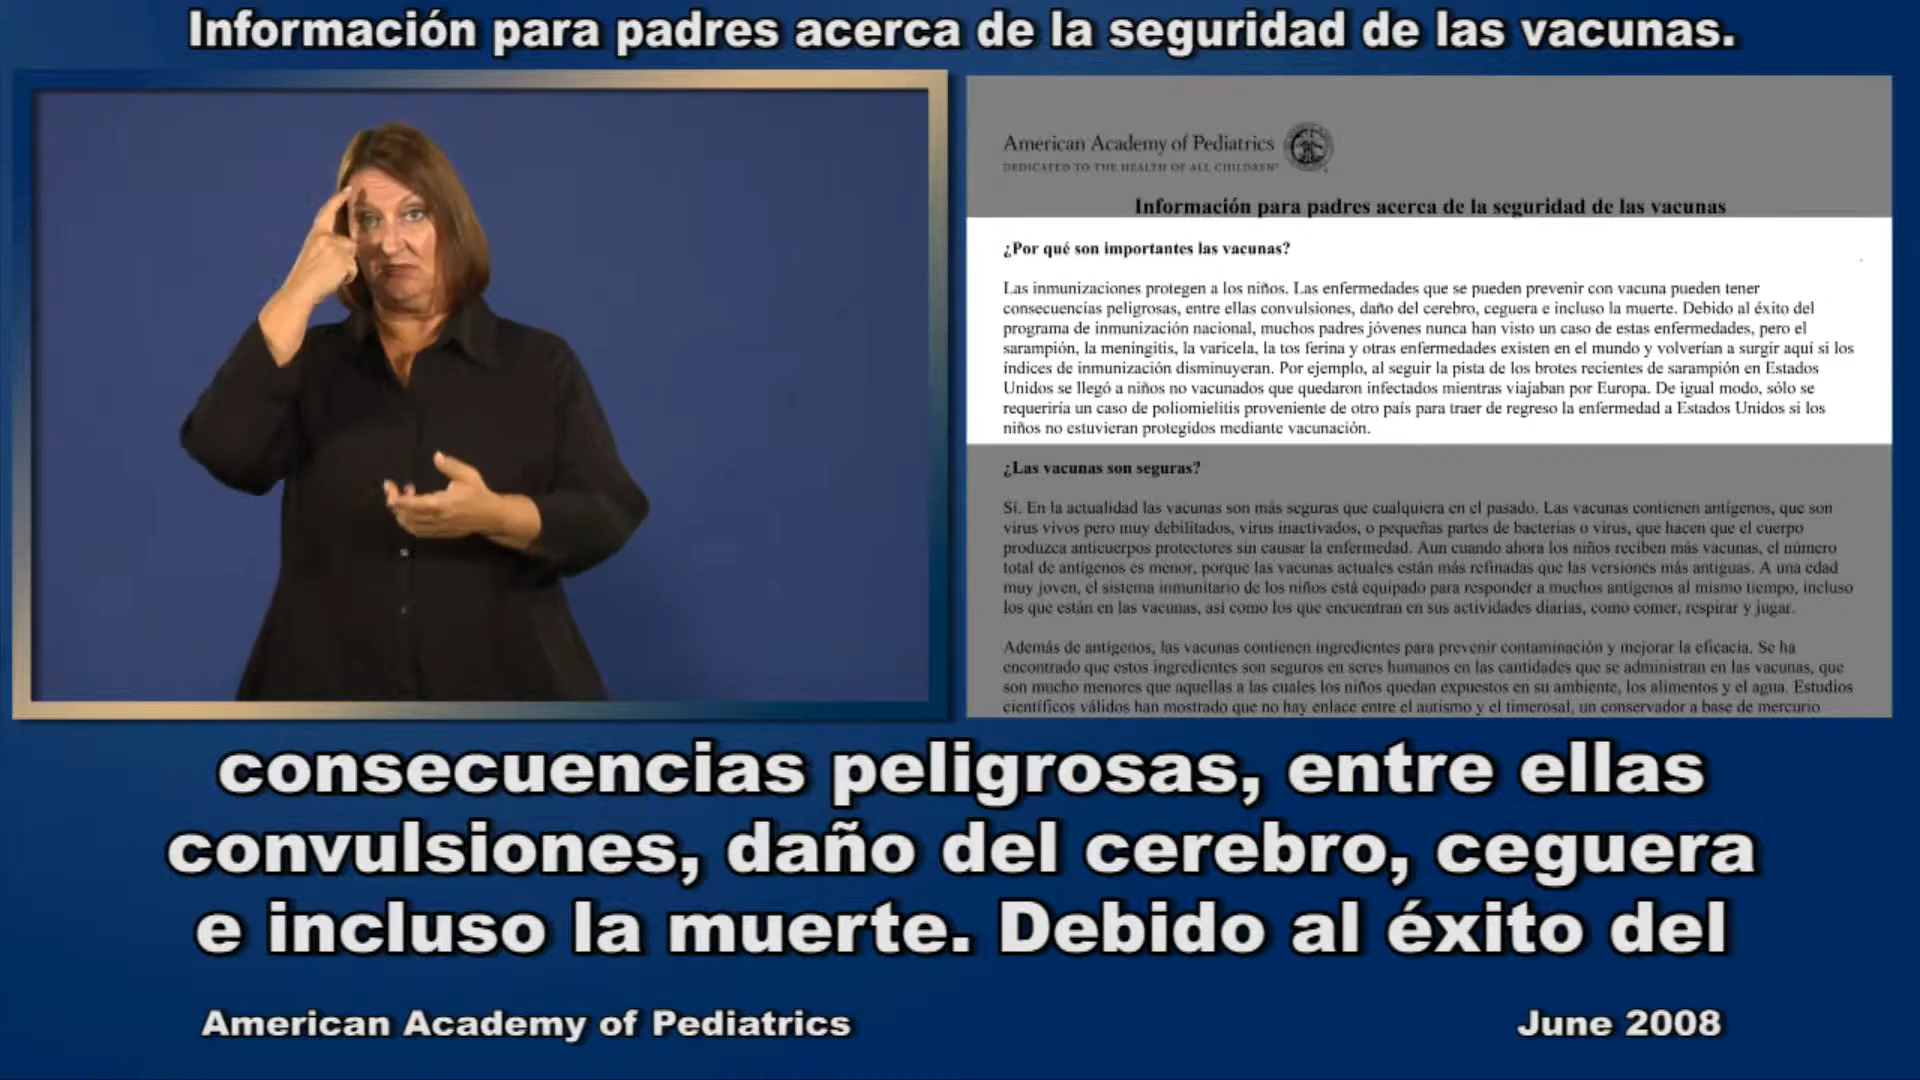 Información para padres acerca de la seguridad de las vacunas.
American Academy of Pediatrics
DEDICATED TO THE HEALTH OF ALL CHILDREN
Información para padres acerca de la seguridad de las vacunas
¿Por qué son importantes las vacunas?
Las inmunizaciones protegen a los niños. Las enfermedades que se pueden prevenir con vacuna pueden tener
consecuencias peligrosas, entre ellas convulsiones, daño del cerebro, ceguera e incluso la muerte. Debido al éxito del
programa de inmunización nacional, muchos padres jóvenes nunca han visto un caso de estas enfermedades, pero el
sarampión, la meningitis, la varicela, la tos ferina y otras enfermedades existen en el mundo y volverían a surgir aquí si los
índices de inmunización disminuyeran. Por ejemplo, al seguir la pista de los brotes recientes de sarampión en Estados
Unidos se llegó a niños no vacunados que quedaron infectados mientras viajaban por Europa. De igual modo, sólo se
requeriría un caso de poliomielitis proveniente de otro país para traer de regreso la enfermedad a Estados Unidos si los
niños no estuvieran protegidos mediante vacunación.
¿Las vacunas son seguras?
Sí. En la actualidad las vacunas son más seguras que cualquiera en el pasado. Las vacunas contienen antígenos, que son
virus vivos pero muy debilitados, virus inactivados, o pequeñas partes de bacterias o virus, que hacen que el cuerpo
produzca anticuerpos protectores sin causar la enfermedad. Aun cuando ahora los niños reciben más vacunas, el número
total de antígenos es menor, porque las vacunas actuales están más refinadas que las versiones más antiguas. A una edad
muy joven, el sistema inmunitario de los niños está equipado para responder a muchos antígenos al mismo tiempo, incluso
los que están en las vacunas, así como los que encuentran en sus actividades diarias, como comer, respirar y jugar.
Además de antígenos, las vacunas contienen ingredientes para prevenir contaminación y mejorar la eficacia. Se ha
encontrado que estos ingredientes son seguros en seres humanos en las cantidades que se administran en las vacunas, que
son mucho menores que aquellas a las cuales los niños quedan expuestos en su ambiente, los alimentos y el agua. Estudios
científicos válidos han mostrado que no hay enlace entre el autismo y el timerosal, un conservador a base de mercurio
consecuencias peligrosas, entre ellas
convulsiones, daño del cerebro, ceguera
e incluso la muerte. Debido al éxito del
American Academy of Pediatrics
June 2008